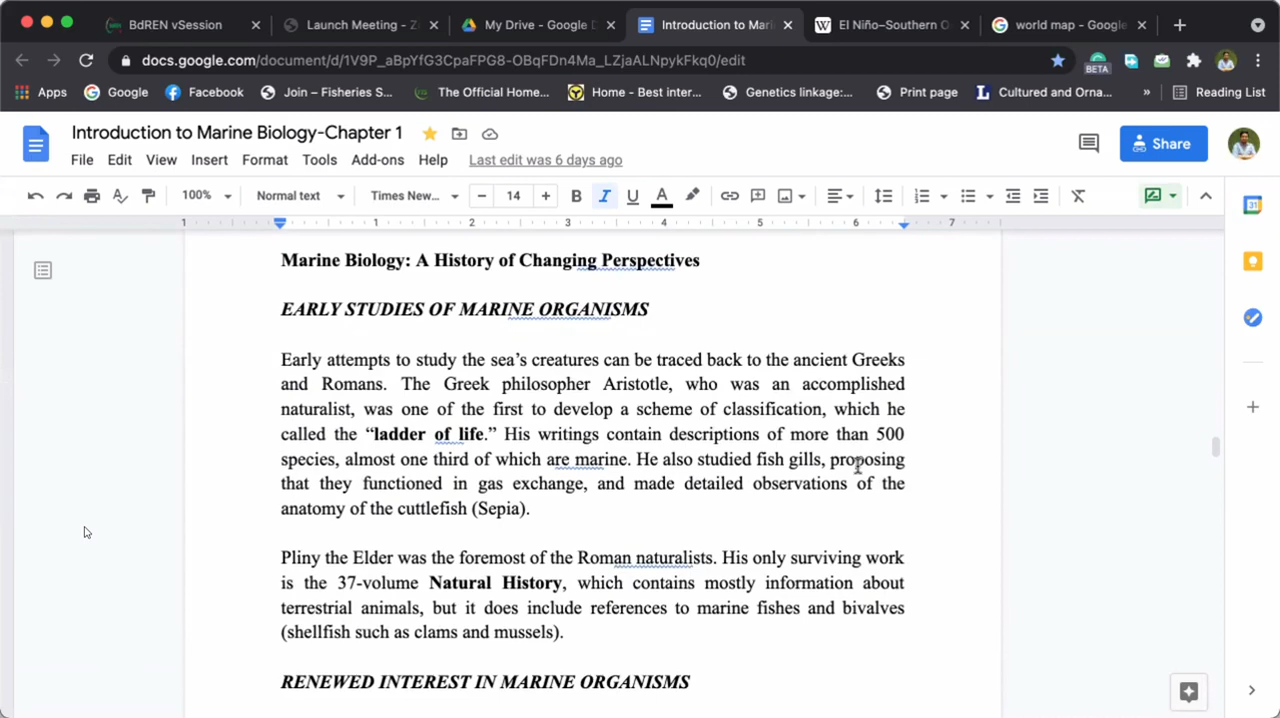 BdREN vSession
Launch Meeting - Z
My Drive - Google D
Introduction to Mari
El Niño–Southern O
world map - Google
docs.google.com/document/d/1V9P_aBpYfG3CpaFPG8-OBqFDn4Ma_LZjaALNpykFkq0/edit
BETA
Apps
Google
Facebook
Join – Fisheries S...
The Official Home...
Home - Best inter...
Genetics linkage:...
Print page
Cultured and Orna...
»
Reading List
Introduction to Marine Biology-Chapter 1
Share
File Edit View Insert Format Tools Add-ons Help Last edit was 6 days ago
100% Normal text Times New... 14 B I U A
1 1 2 3 4 5 6 7
31
Marine Biology: A History of Changing Perspectives
EARLY STUDIES OF MARINE ORGANISMS
Early attempts to study the sea’s creatures can be traced back to the ancient Greeks
and Romans. The Greek philosopher Aristotle, who was an accomplished
naturalist, was one of the first to develop a scheme of classification, which he
called the “ladder of life.” His writings contain descriptions of more than 500
species, almost one third of which are marine. He also studied fish gills, proposing
that they functioned in gas exchange, and made detailed observations of the
anatomy of the cuttlefish (Sepia).
Pliny the Elder was the foremost of the Roman naturalists. His only surviving work
is the 37-volume Natural History, which contains mostly information about
terrestrial animals, but it does include references to marine fishes and bivalves
(shellfish such as clams and mussels).
RENEWED INTEREST IN MARINE ORGANISMS